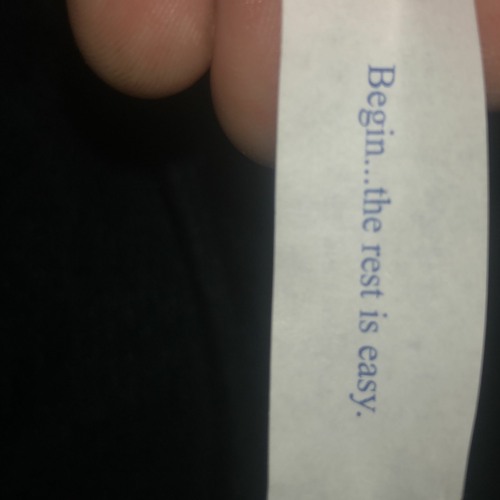 Begin...the rest is easy.